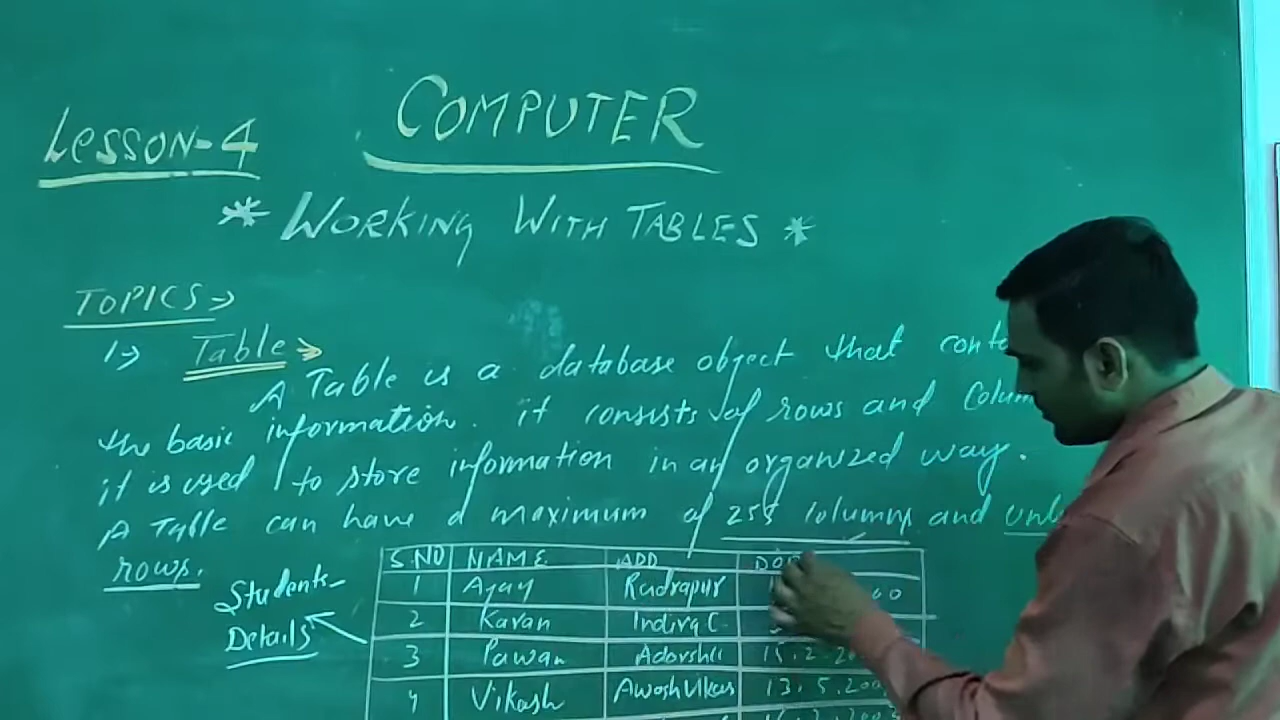 COMPUTER
Lesson-4
* WORKING WITH TABLES *
TOPICS →
1→ Table →
A Table is a database object that
the basic information. it consists of rows and
it is used to store information in an organized way.
A Table can have a maximum of 255 columns and
rows.
Students-
Details
S.NO NAME ADD
1 Ajay Rudrapur
2 Karan Indira C.
3 Pawan 15.2.
4 Vikash Awash Vikas 13.5.200